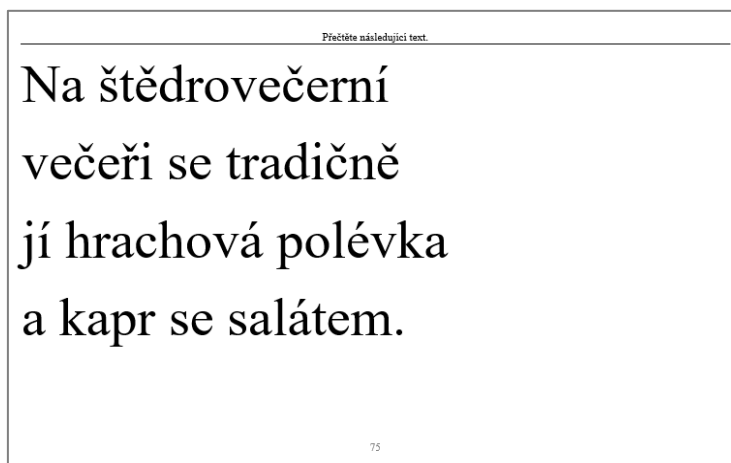 Přečtěte následující text.
Na štědrovečerní
večeři se tradičně
jí hrachová polévka
a kapr se salátem.
75